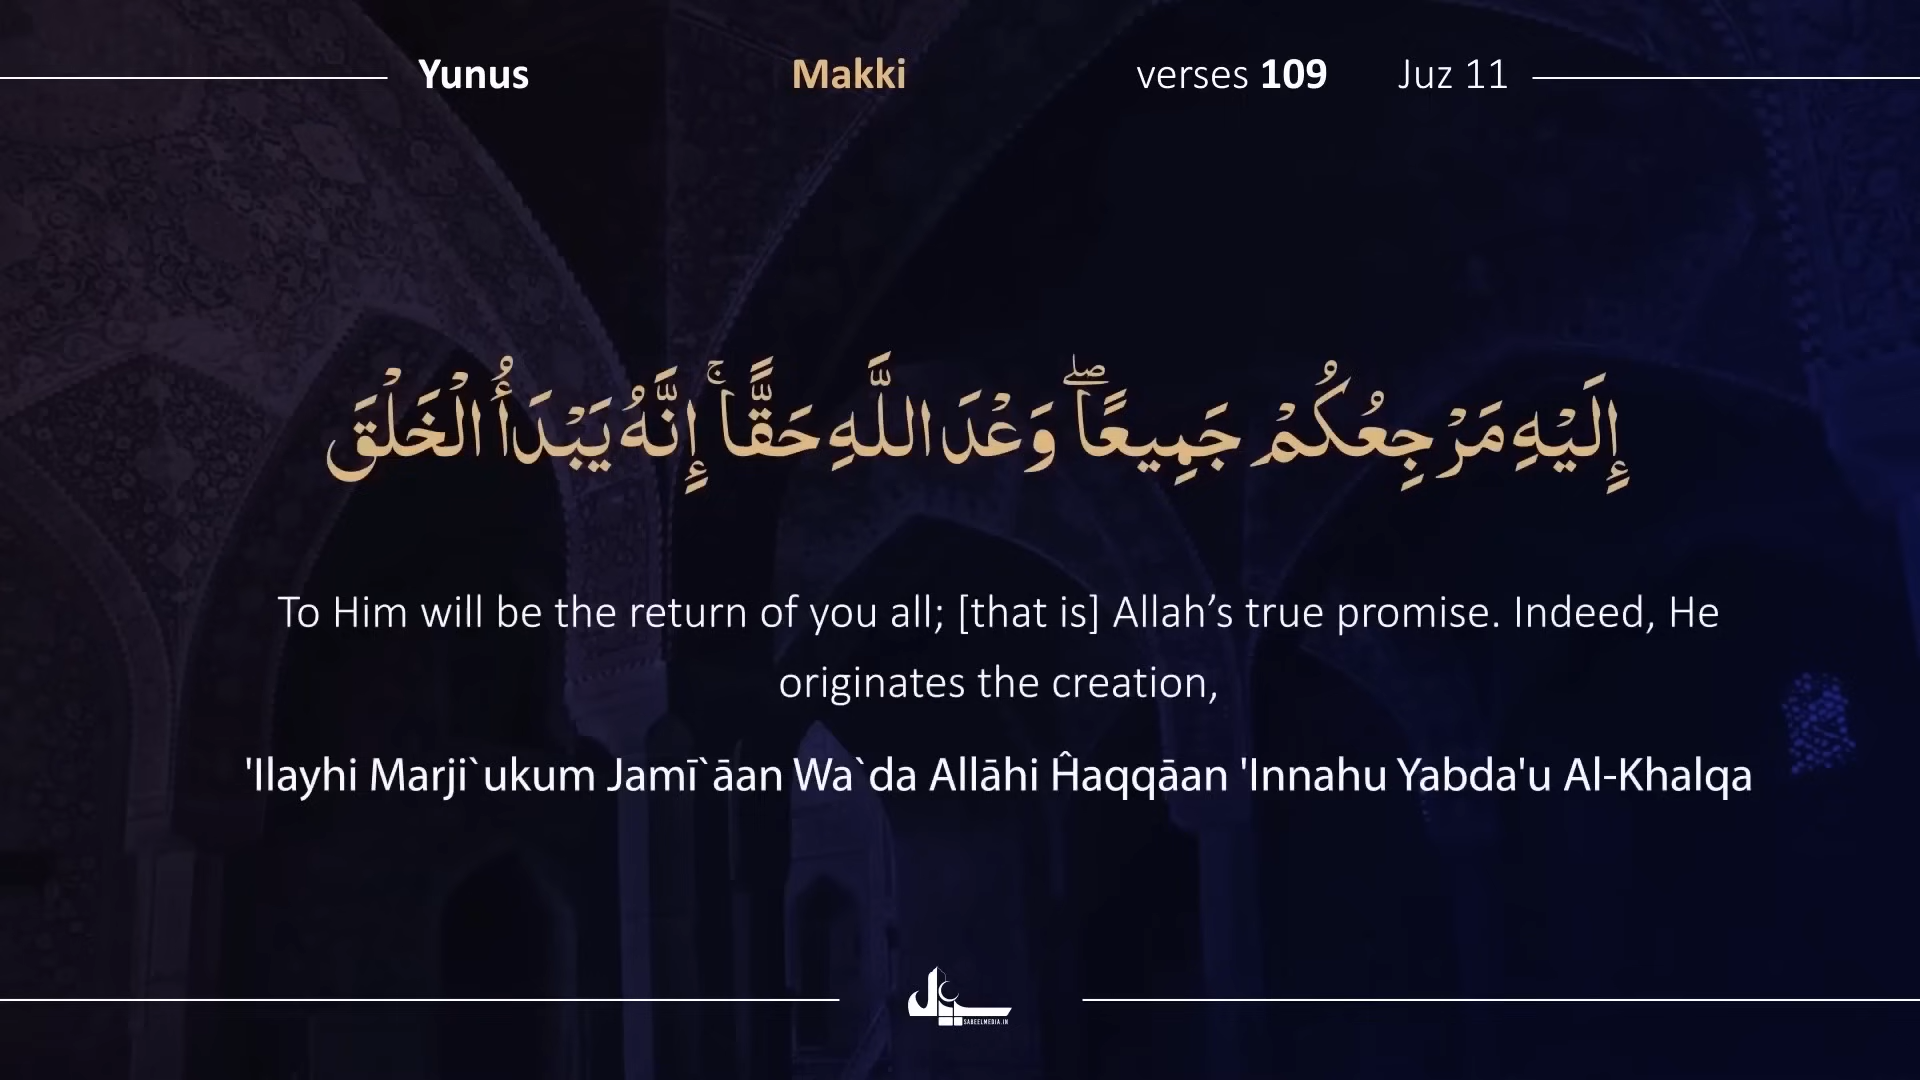 Yunus Makki verses 109 Juz 11
إِلَيْهِ مَرْجِعُكُمْ جَمِيعًا ۖ وَعْدَ اللَّهِ حَقًّا ۚ إِنَّهُ يَبْدَأُ الْخَلْقَ
To Him will be the return of you all; [that is] Allah’s true promise. Indeed, He
originates the creation,
'Ilayhi Marji`ukum Jamī`āan Wa`da Allāhi Ĥaqqāan 'Innahu Yabda'u Al-Khalqa
SABEELMEDIA.IN